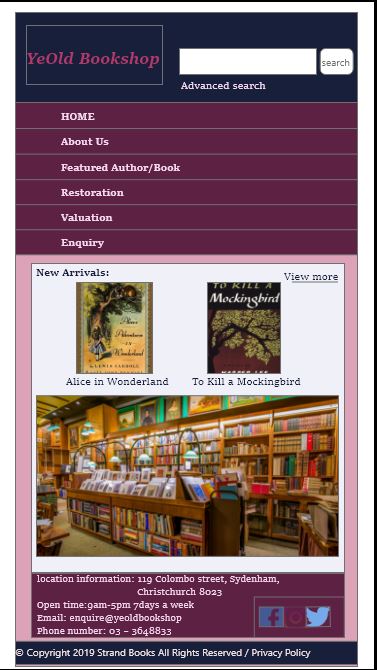 YeOld Bookshop
search
Advanced search
HOME
About Us
Featured Author/Book
Restoration
Valuation
Enquiry
New Arrivals:
View more
Alice's
Adventures
IN
Wonderland
LEWIS CARROLL
TO KILL A
Mockingbird
HARPER LEE
Alice in Wonderland
To Kill a Mockingbird
location information: 119 Colombo street, Sydenham,
Christchurch 8023
Open time:9am-5pm 7days a week
Email: enquire@yeoldbookshop
Phone number: 03 - 3648833
© Copyright 2019 Strand Books All Rights Reserved / Privacy Policy